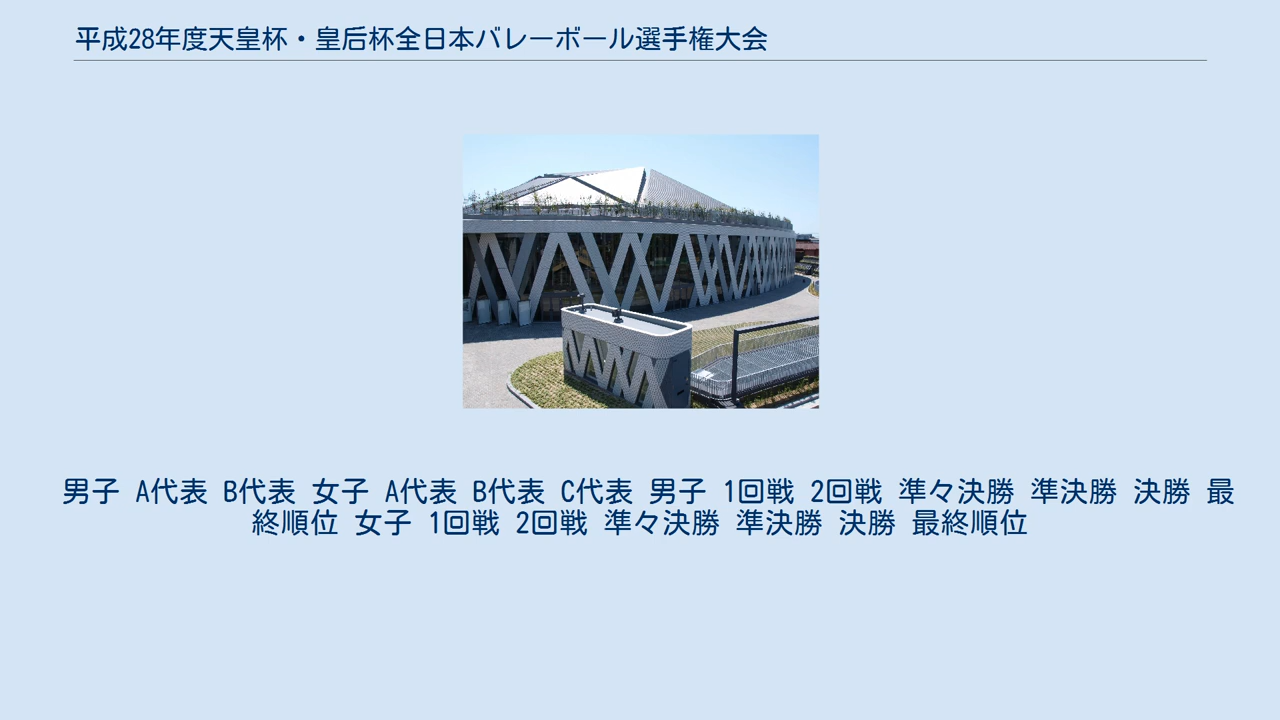 平成28年度天皇杯・皇后杯全日本バレーボール選手権大会
男子 A代表 B代表 女子 A代表 B代表 C代表 男子 1回戦 2回戦 準々決勝 準決勝 決勝 最
終順位 女子 1回戦 2回戦 準々決勝 準決勝 決勝 最終順位